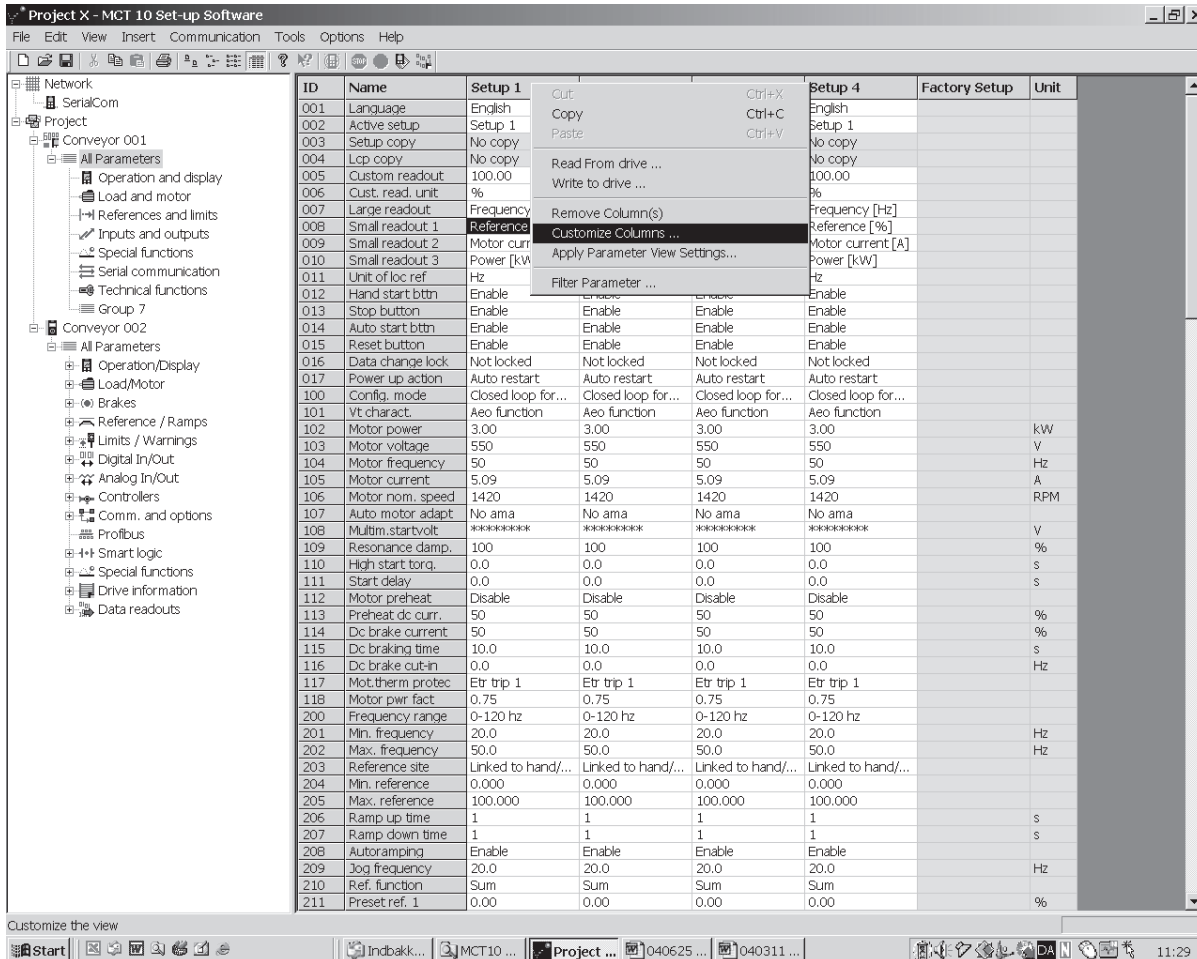 Project X - MCT 10 Set-up Software
File Edit View Insert Communication Tools Options Help
Network
SerialCom
Project
Conveyor 001
All Parameters
Operation and display
Load and motor
References and limits
Inputs and outputs
Special functions
Serial communication
Technical functions
Group 7
Conveyor 002
All Parameters
Operation/Display
Load/Motor
Brakes
Reference / Ramps
Limits / Warnings
Digital In/Out
Analog In/Out
Controllers
Comm. and options
Profibus
Smart logic
Special functions
Drive information
Data readouts
ID Name Setup 1 Setup 4 Factory Setup Unit
001 Language English English
002 Active setup Setup 1 Setup 1
003 Setup copy No copy No copy
004 Lcp copy No copy No copy
005 Custom readout 100.00 100.00
006 Cust. read. unit % %
007 Large readout Frequency Frequency [Hz]
008 Small readout 1 Reference Reference [%]
009 Small readout 2 Motor curr Motor current [A]
010 Small readout 3 Power [kW Power [kW]
011 Unit of loc ref Hz Hz
012 Hand start bttn Enable Enable Enable Enable
013 Stop button Enable Enable Enable Enable
014 Auto start bttn Enable Enable Enable Enable
015 Reset button Enable Enable Enable Enable
016 Data change lock Not locked Not locked Not locked Not locked
017 Power up action Auto restart Auto restart Auto restart Auto restart
100 Config. mode Closed loop for... Closed loop for... Closed loop for... Closed loop for...
101 Vt charact. Aeo function Aeo function Aeo function Aeo function
102 Motor power 3.00 3.00 3.00 3.00 kW
103 Motor voltage 550 550 550 550 V
104 Motor frequency 50 50 50 50 Hz
105 Motor current 5.09 5.09 5.09 5.09 A
106 Motor nom. speed 1420 1420 1420 1420 RPM
107 Auto motor adapt No ama No ama No ama No ama
108 Multim.startvolt ******** ******** ******** ******** V
109 Resonance damp. 100 100 100 100 %
110 High start torq. 0.0 0.0 0.0 0.0 s
111 Start delay 0.0 0.0 0.0 0.0 s
112 Motor preheat Disable Disable Disable Disable
113 Preheat dc curr. 50 50 50 50 %
114 Dc brake current 50 50 50 50 %
115 Dc braking time 10.0 10.0 10.0 10.0 s
116 Dc brake cut-in 0.0 0.0 0.0 0.0 Hz
117 Mot.therm protec Etr trip 1 Etr trip 1 Etr trip 1 Etr trip 1
118 Motor pwr fact 0.75 0.75 0.75 0.75
200 Frequency range 0-120 hz 0-120 hz 0-120 hz 0-120 hz
201 Min. frequency 20.0 20.0 20.0 20.0 Hz
202 Max. frequency 50.0 50.0 50.0 50.0 Hz
203 Reference site Linked to hand/... Linked to hand/... Linked to hand/... Linked to hand/...
204 Min. reference 0.000 0.000 0.000 0.000
205 Max. reference 100.000 100.000 100.000 100.000
206 Ramp up time 1 1 1 1 s
207 Ramp down time 1 1 1 1 s
208 Autoramping Enable Enable Enable Enable
209 Jog frequency 20.0 20.0 20.0 20.0 Hz
210 Ref. function Sum Sum Sum Sum
211 Preset ref. 1 0.00 0.00 0.00 0.00 %
Cut Ctrl+X
Copy Ctrl+C
Paste Ctrl+V
Read From drive ...
Write to drive ...
Remove Column(s)
Customize Columns ...
Apply Parameter View Settings...
Filter Parameter ...
Customize the view
Start Indbakk... MCT10 ... Project ... 040625 ... 040311 ... DA 11:29